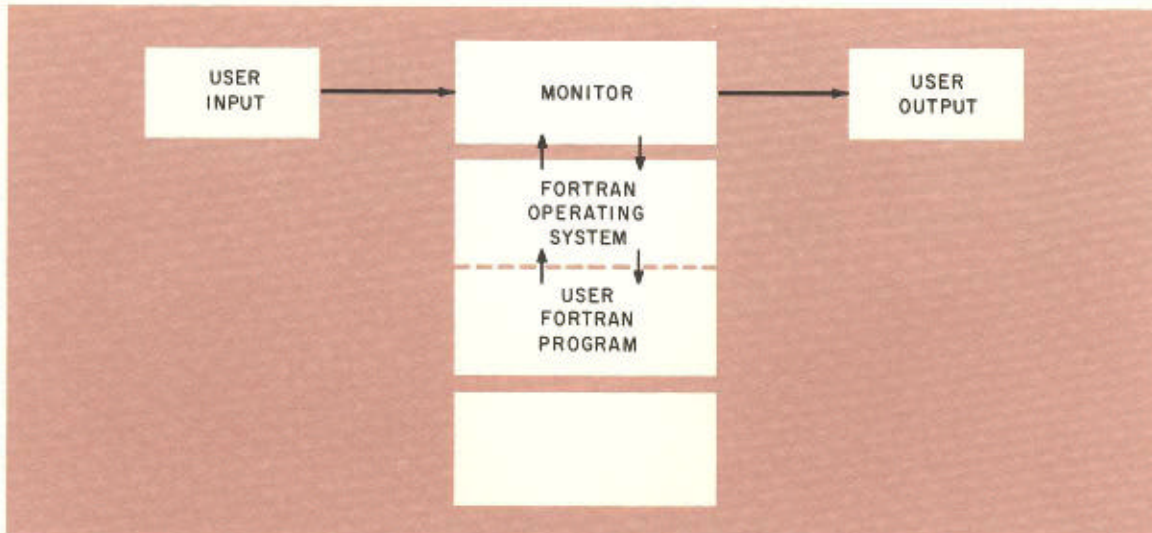 USER
INPUT
MONITOR
USER
OUTPUT
FORTRAN
OPERATING
SYSTEM
USER
FORTRAN
PROGRAM